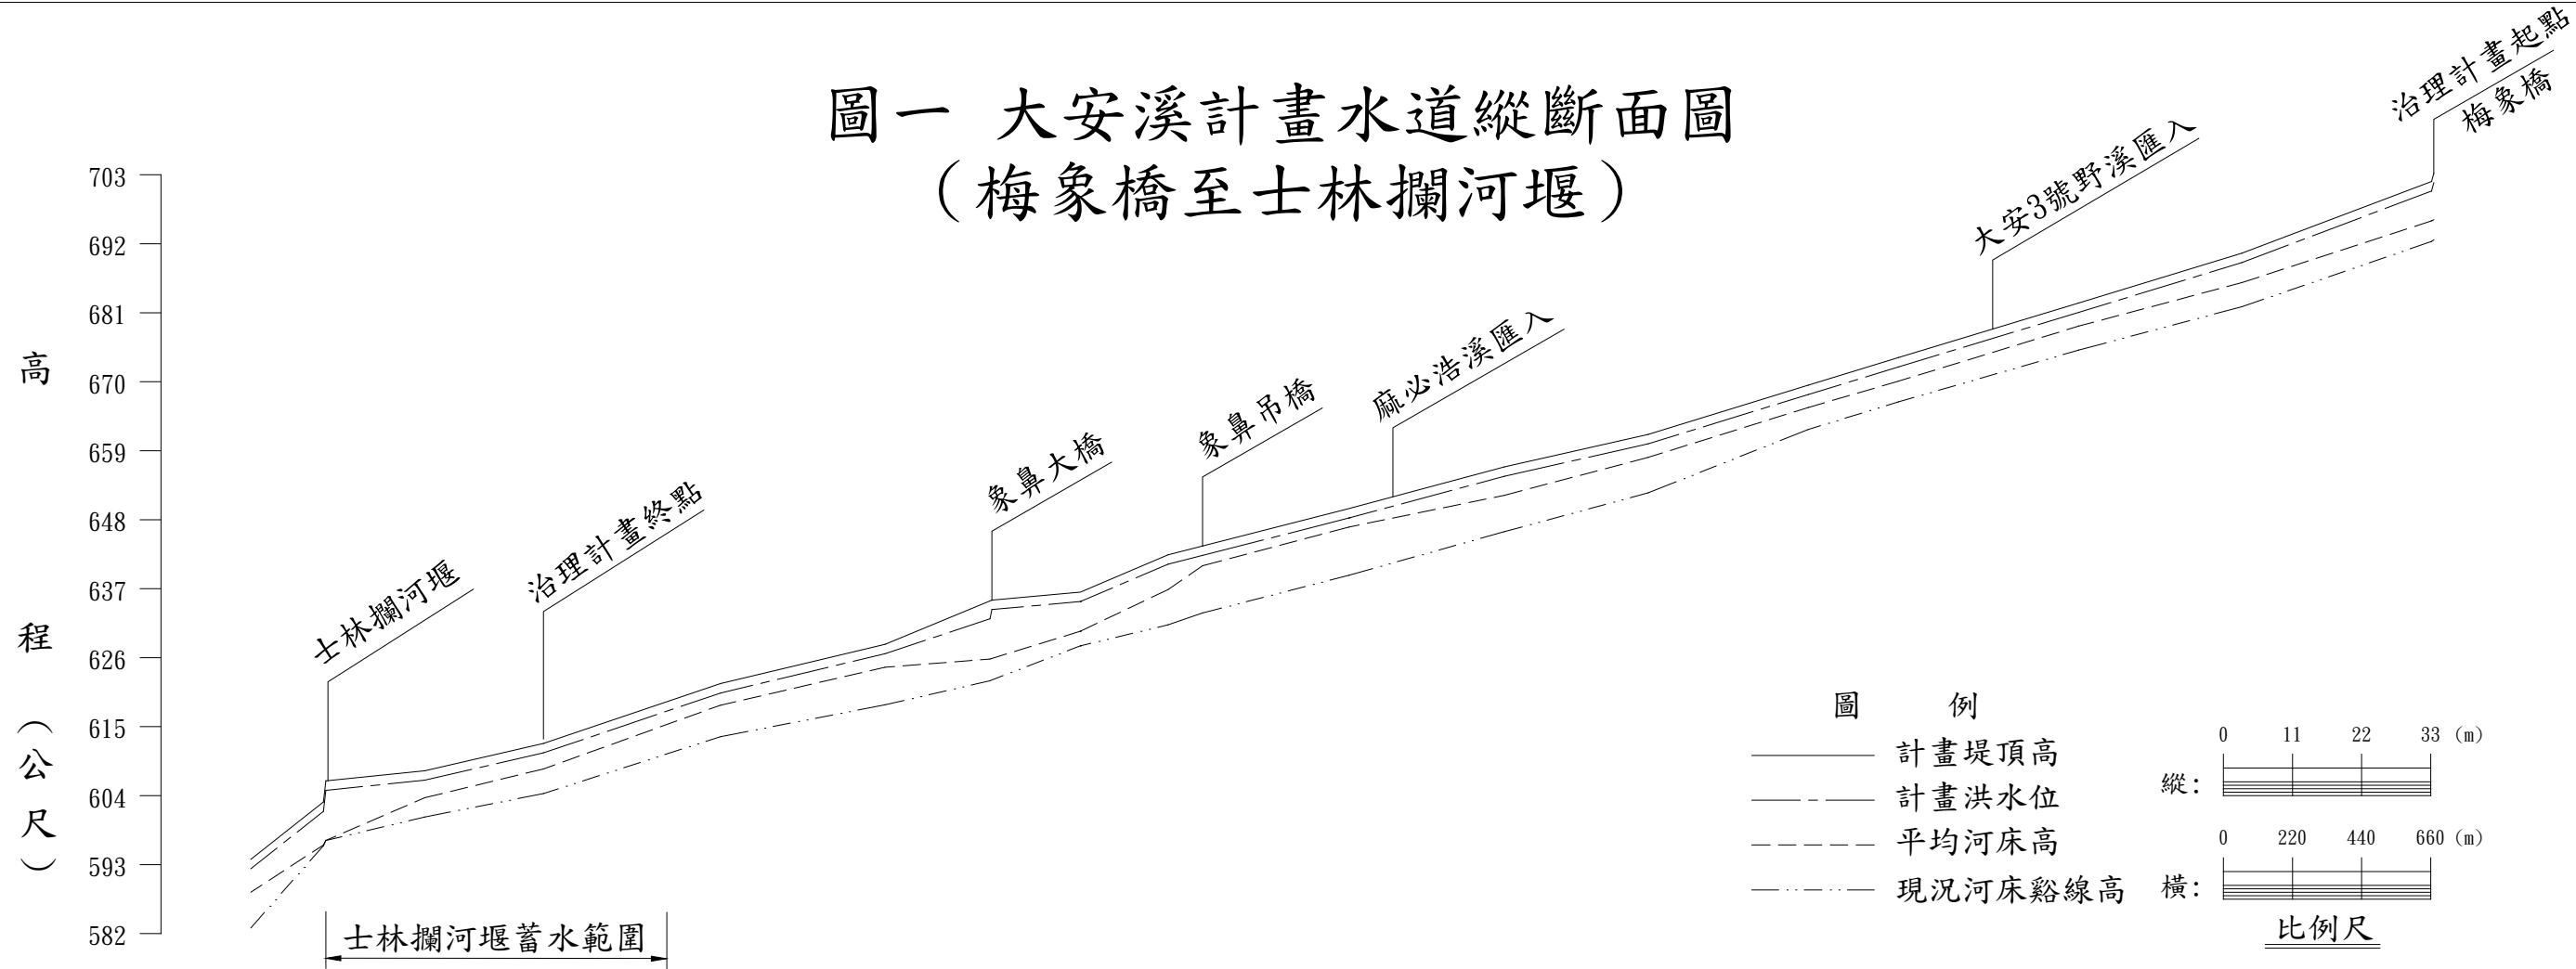 圖一 大安溪計畫水道縱斷面圖
(梅象橋至士林攔河堰)
治理計畫起點
梅象橋
大安3號野溪匯入
麻必浩溪匯入
象鼻吊橋
象鼻大橋
治理計畫終點
士林攔河堰
高程(公尺)
703
692
681
670
659
648
637
626
615
604
593
582
士林攔河堰蓄水範圍
圖例
計畫堤頂高
計畫洪水位
平均河床高
現況河床谿線高
0 11 22 33 (m)
縱:
0 220 440 660 (m)
橫:
比例尺